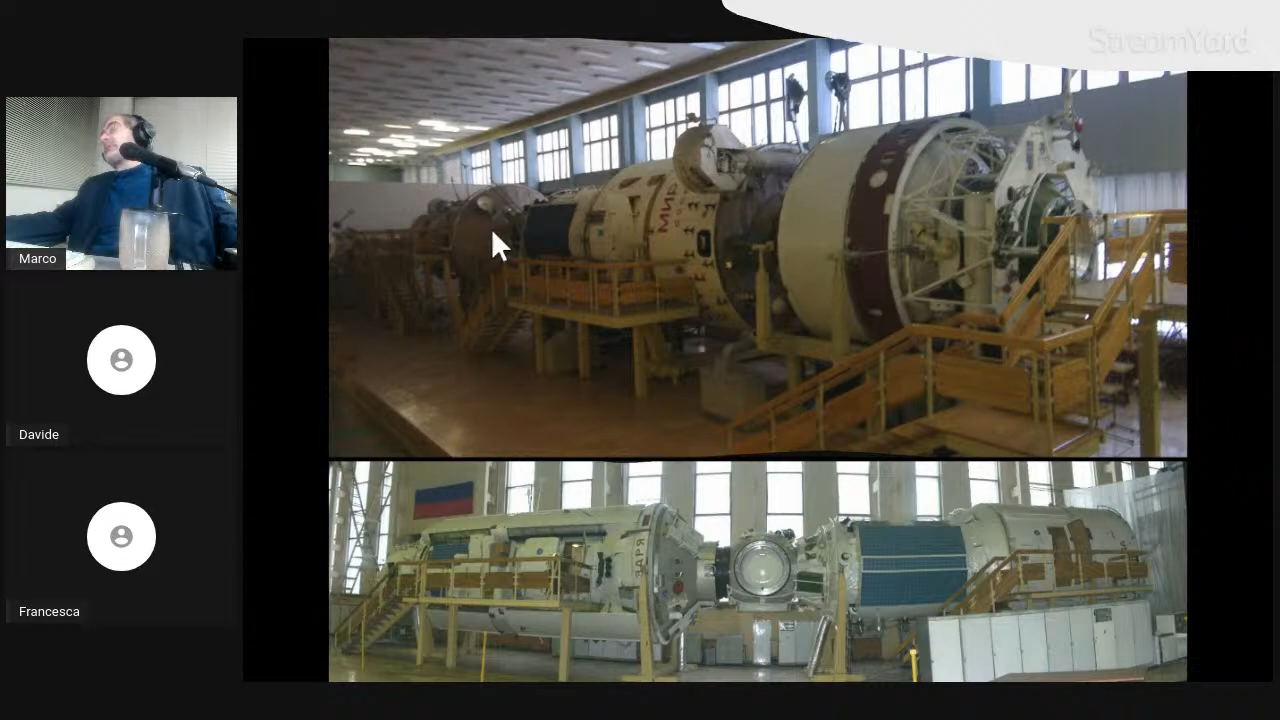 StreamYard
Marco
Davide
Francesca
МИР
ЗАРЯ